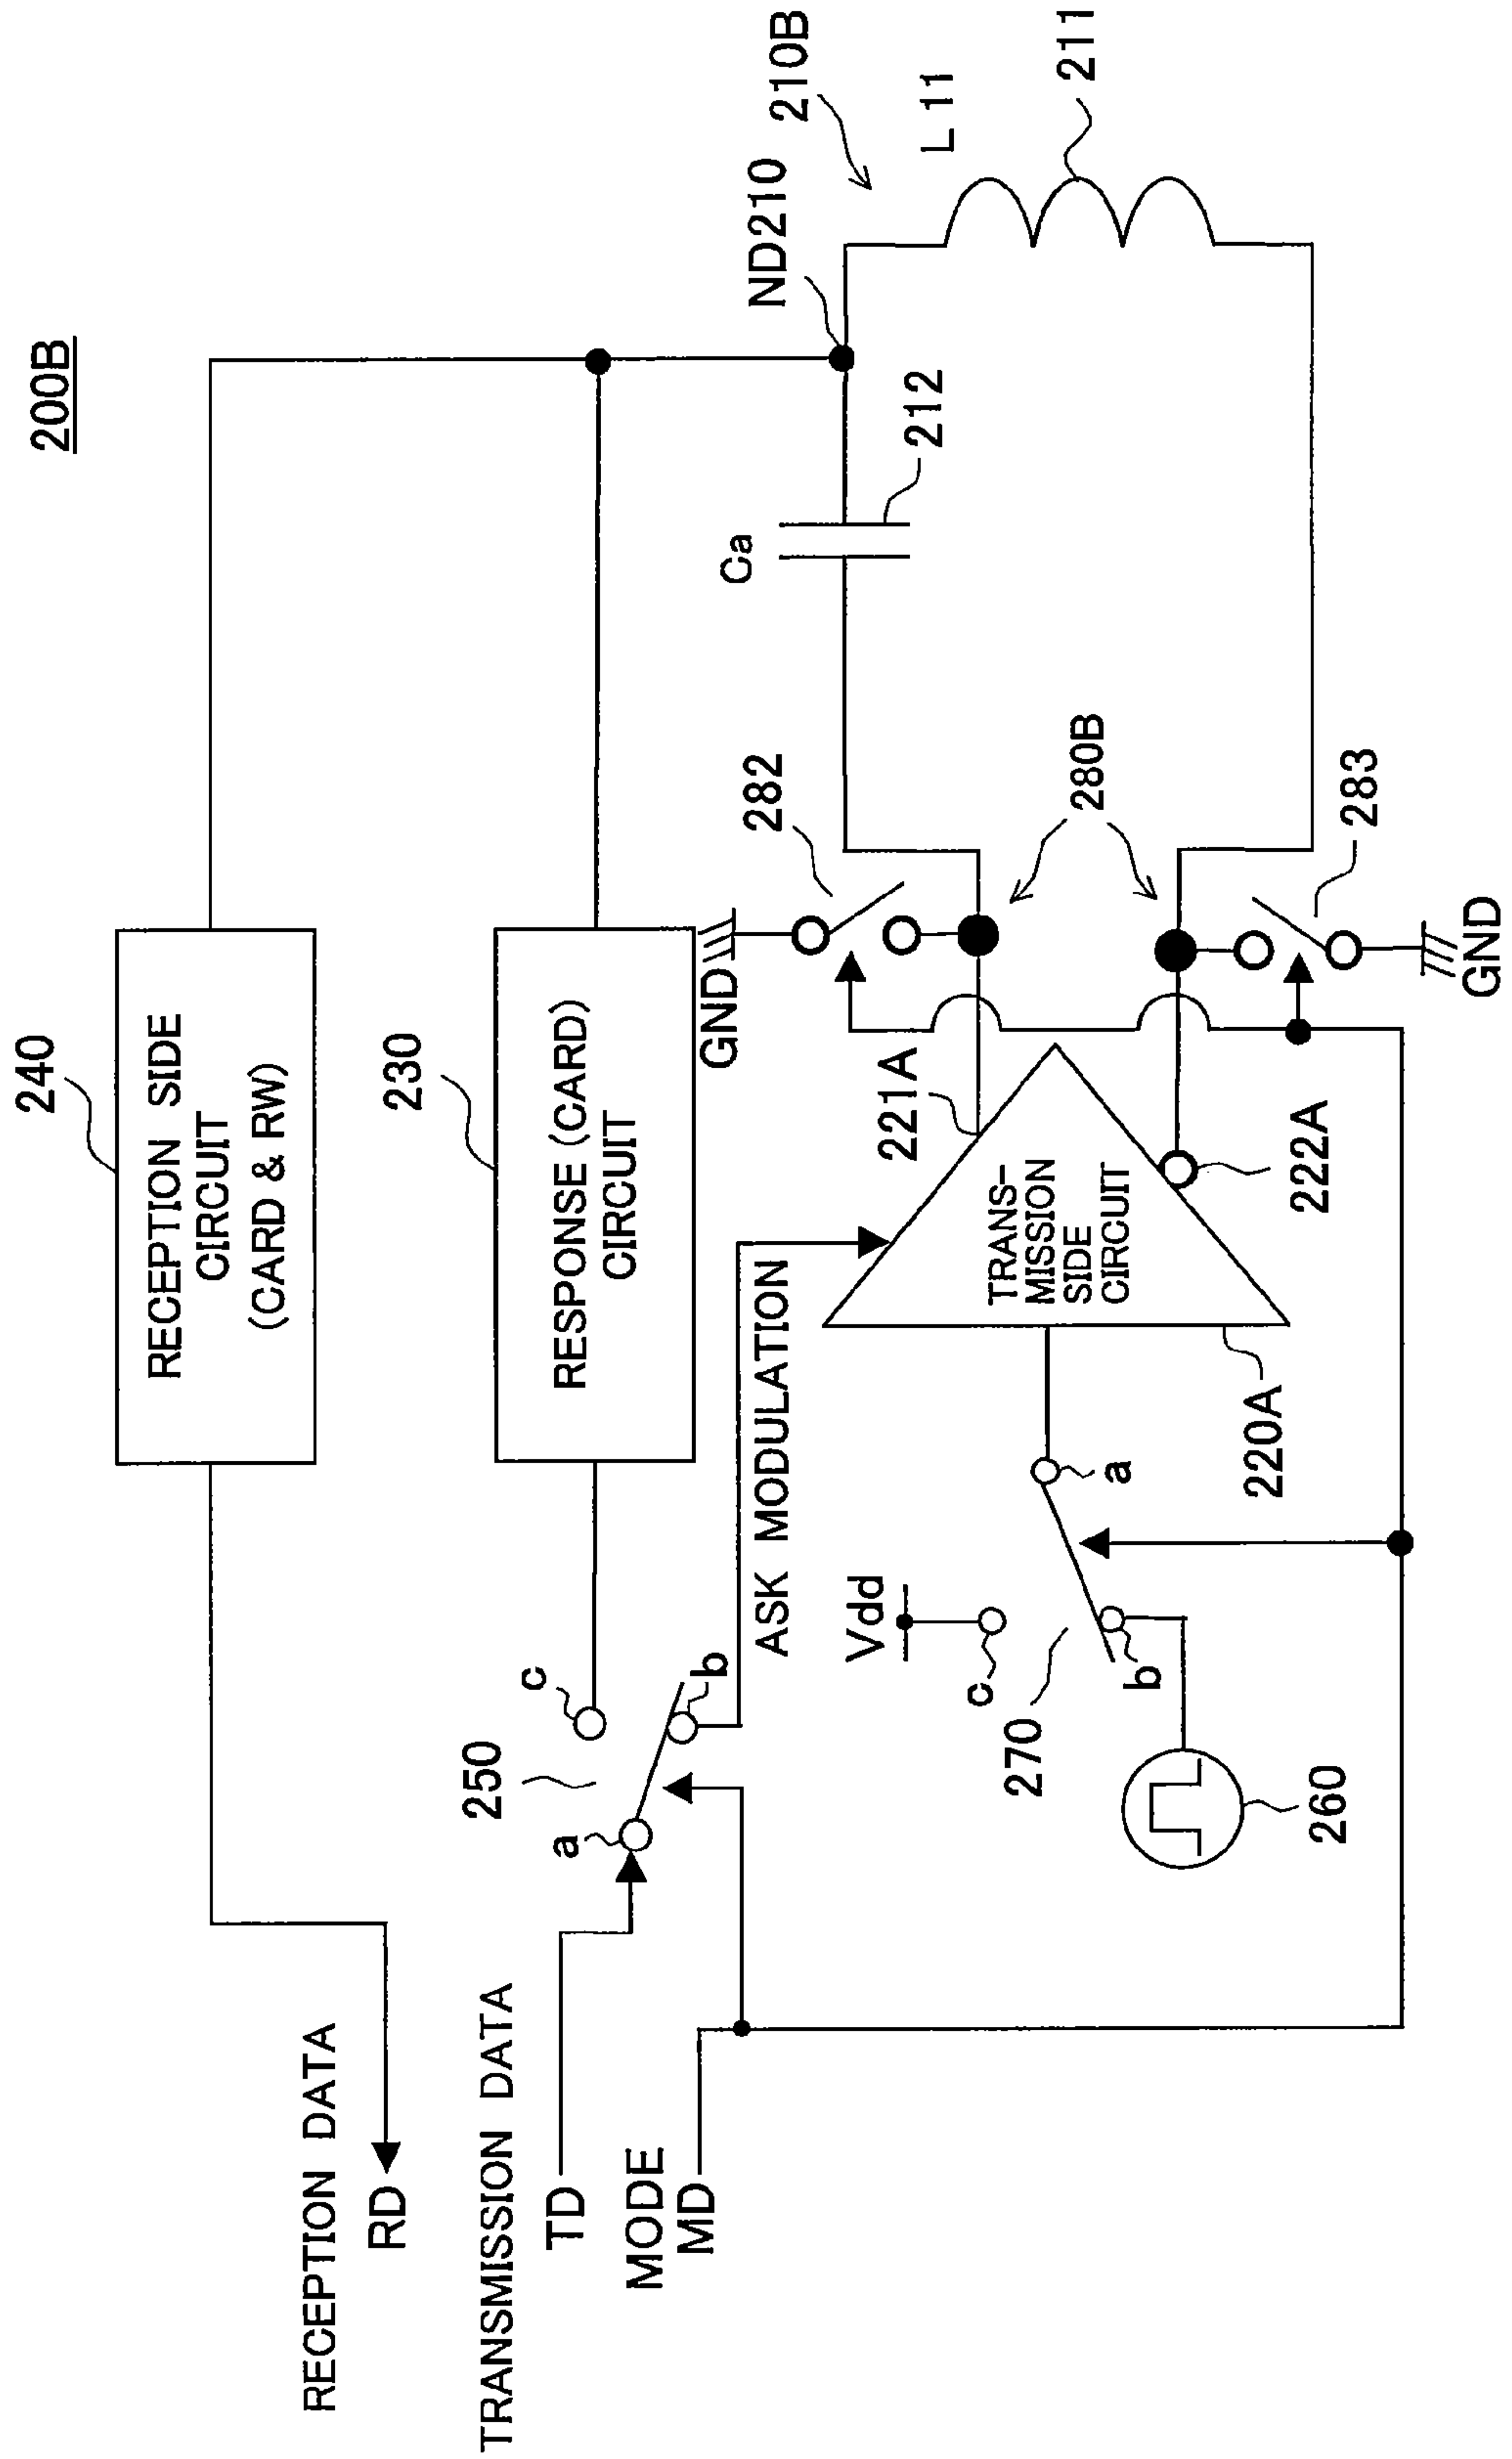 200B
240
RECEPTION SIDE
CIRCUIT
(CARD & RW)
RECEPTION DATA
RD
230
RESPONSE (CARD)
CIRCUIT
TRANSMISSION DATA
TD
MODE
MD
250
a
b
c
ASK MODULATION
Vdd
c
270
b
a
260
220A
TRANS-
MISSION
SIDE
CIRCUIT
221A
222A
GND
282
280B
283
GND
Ca
212
ND210
210B
L 11
211